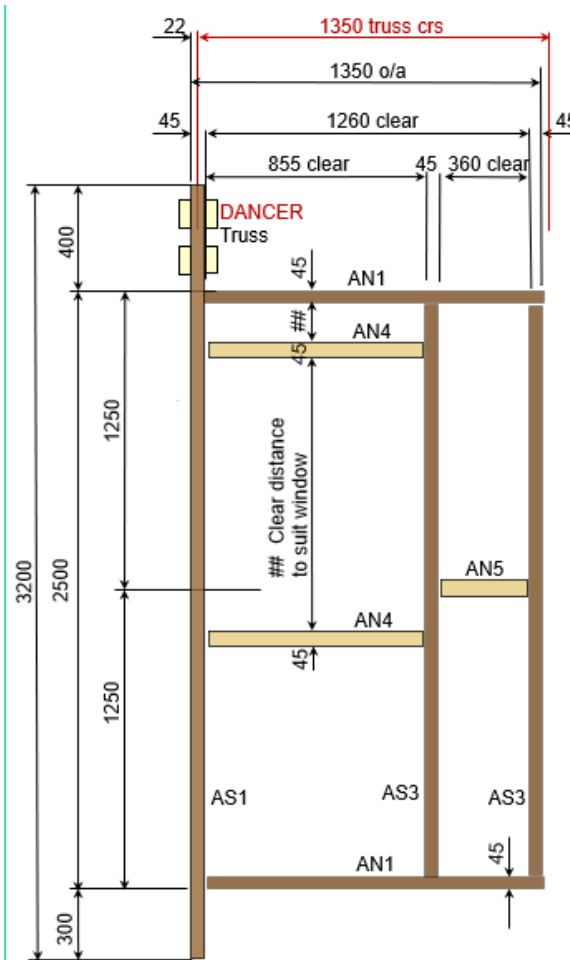 22
1350 truss crs
1350 o/a
45
1260 clear
45
855 clear
45
360 clear
DANCER
Truss
400
45
AN1
##
AN4
45
1250
## Clear distance
to suit window
3200
2500
AN5
AN4
45
1250
AS1
AS3
AS3
AN1
45
300